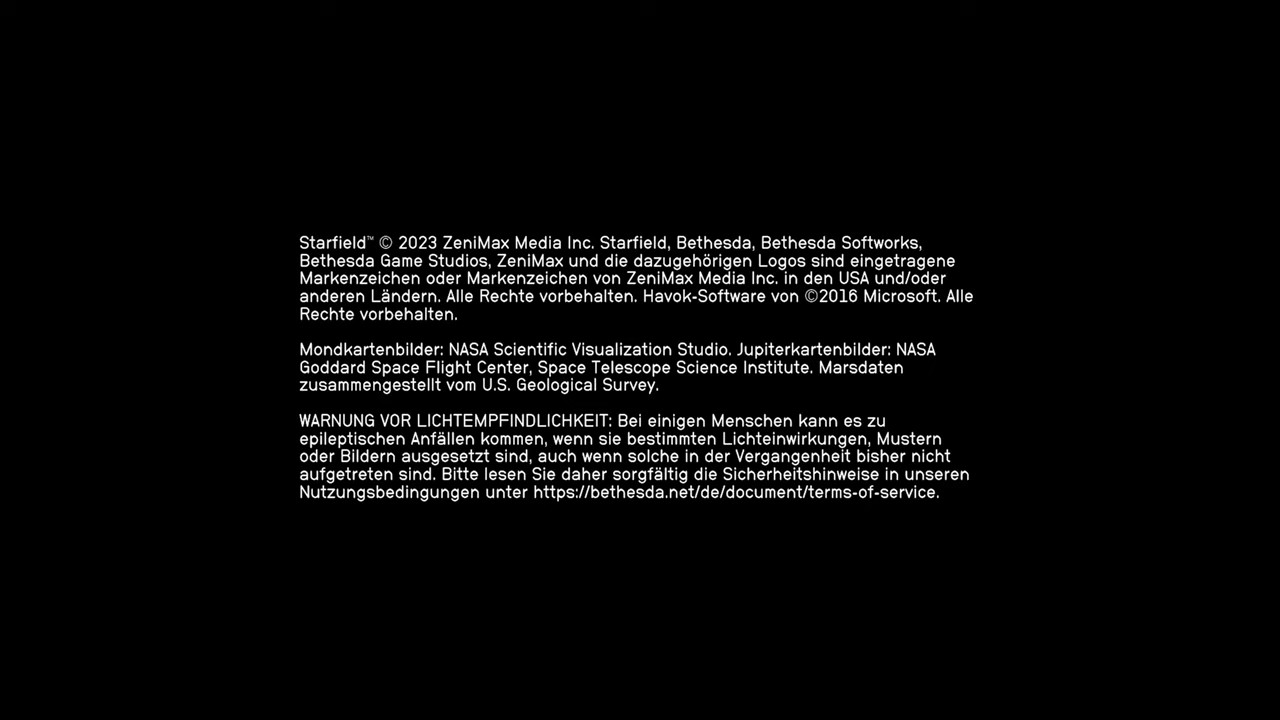 Starfield™ © 2023 ZeniMax Media Inc. Starfield, Bethesda, Bethesda Softworks,
Bethesda Game Studios, ZeniMax und die dazugehörigen Logos sind eingetragene
Markenzeichen oder Markenzeichen von ZeniMax Media Inc. in den USA und/oder
anderen Ländern. Alle Rechte vorbehalten. Havok-Software von ©2016 Microsoft. Alle
Rechte vorbehalten.
Mondkartenbilder: NASA Scientific Visualization Studio. Jupiterkartenbilder: NASA
Goddard Space Flight Center, Space Telescope Science Institute. Marsdaten
zusammengestellt vom U.S. Geological Survey.
WARNUNG VOR LICHTEMPFINDLICHKEIT: Bei einigen Menschen kann es zu
epileptischen Anfällen kommen, wenn sie bestimmten Lichteinwirkungen, Mustern
oder Bildern ausgesetzt sind, auch wenn solche in der Vergangenheit bisher nicht
aufgetreten sind. Bitte lesen Sie daher sorgfältig die Sicherheitshinweise in unseren
Nutzungsbedingungen unter https://bethesda.net/de/document/terms-of-service.